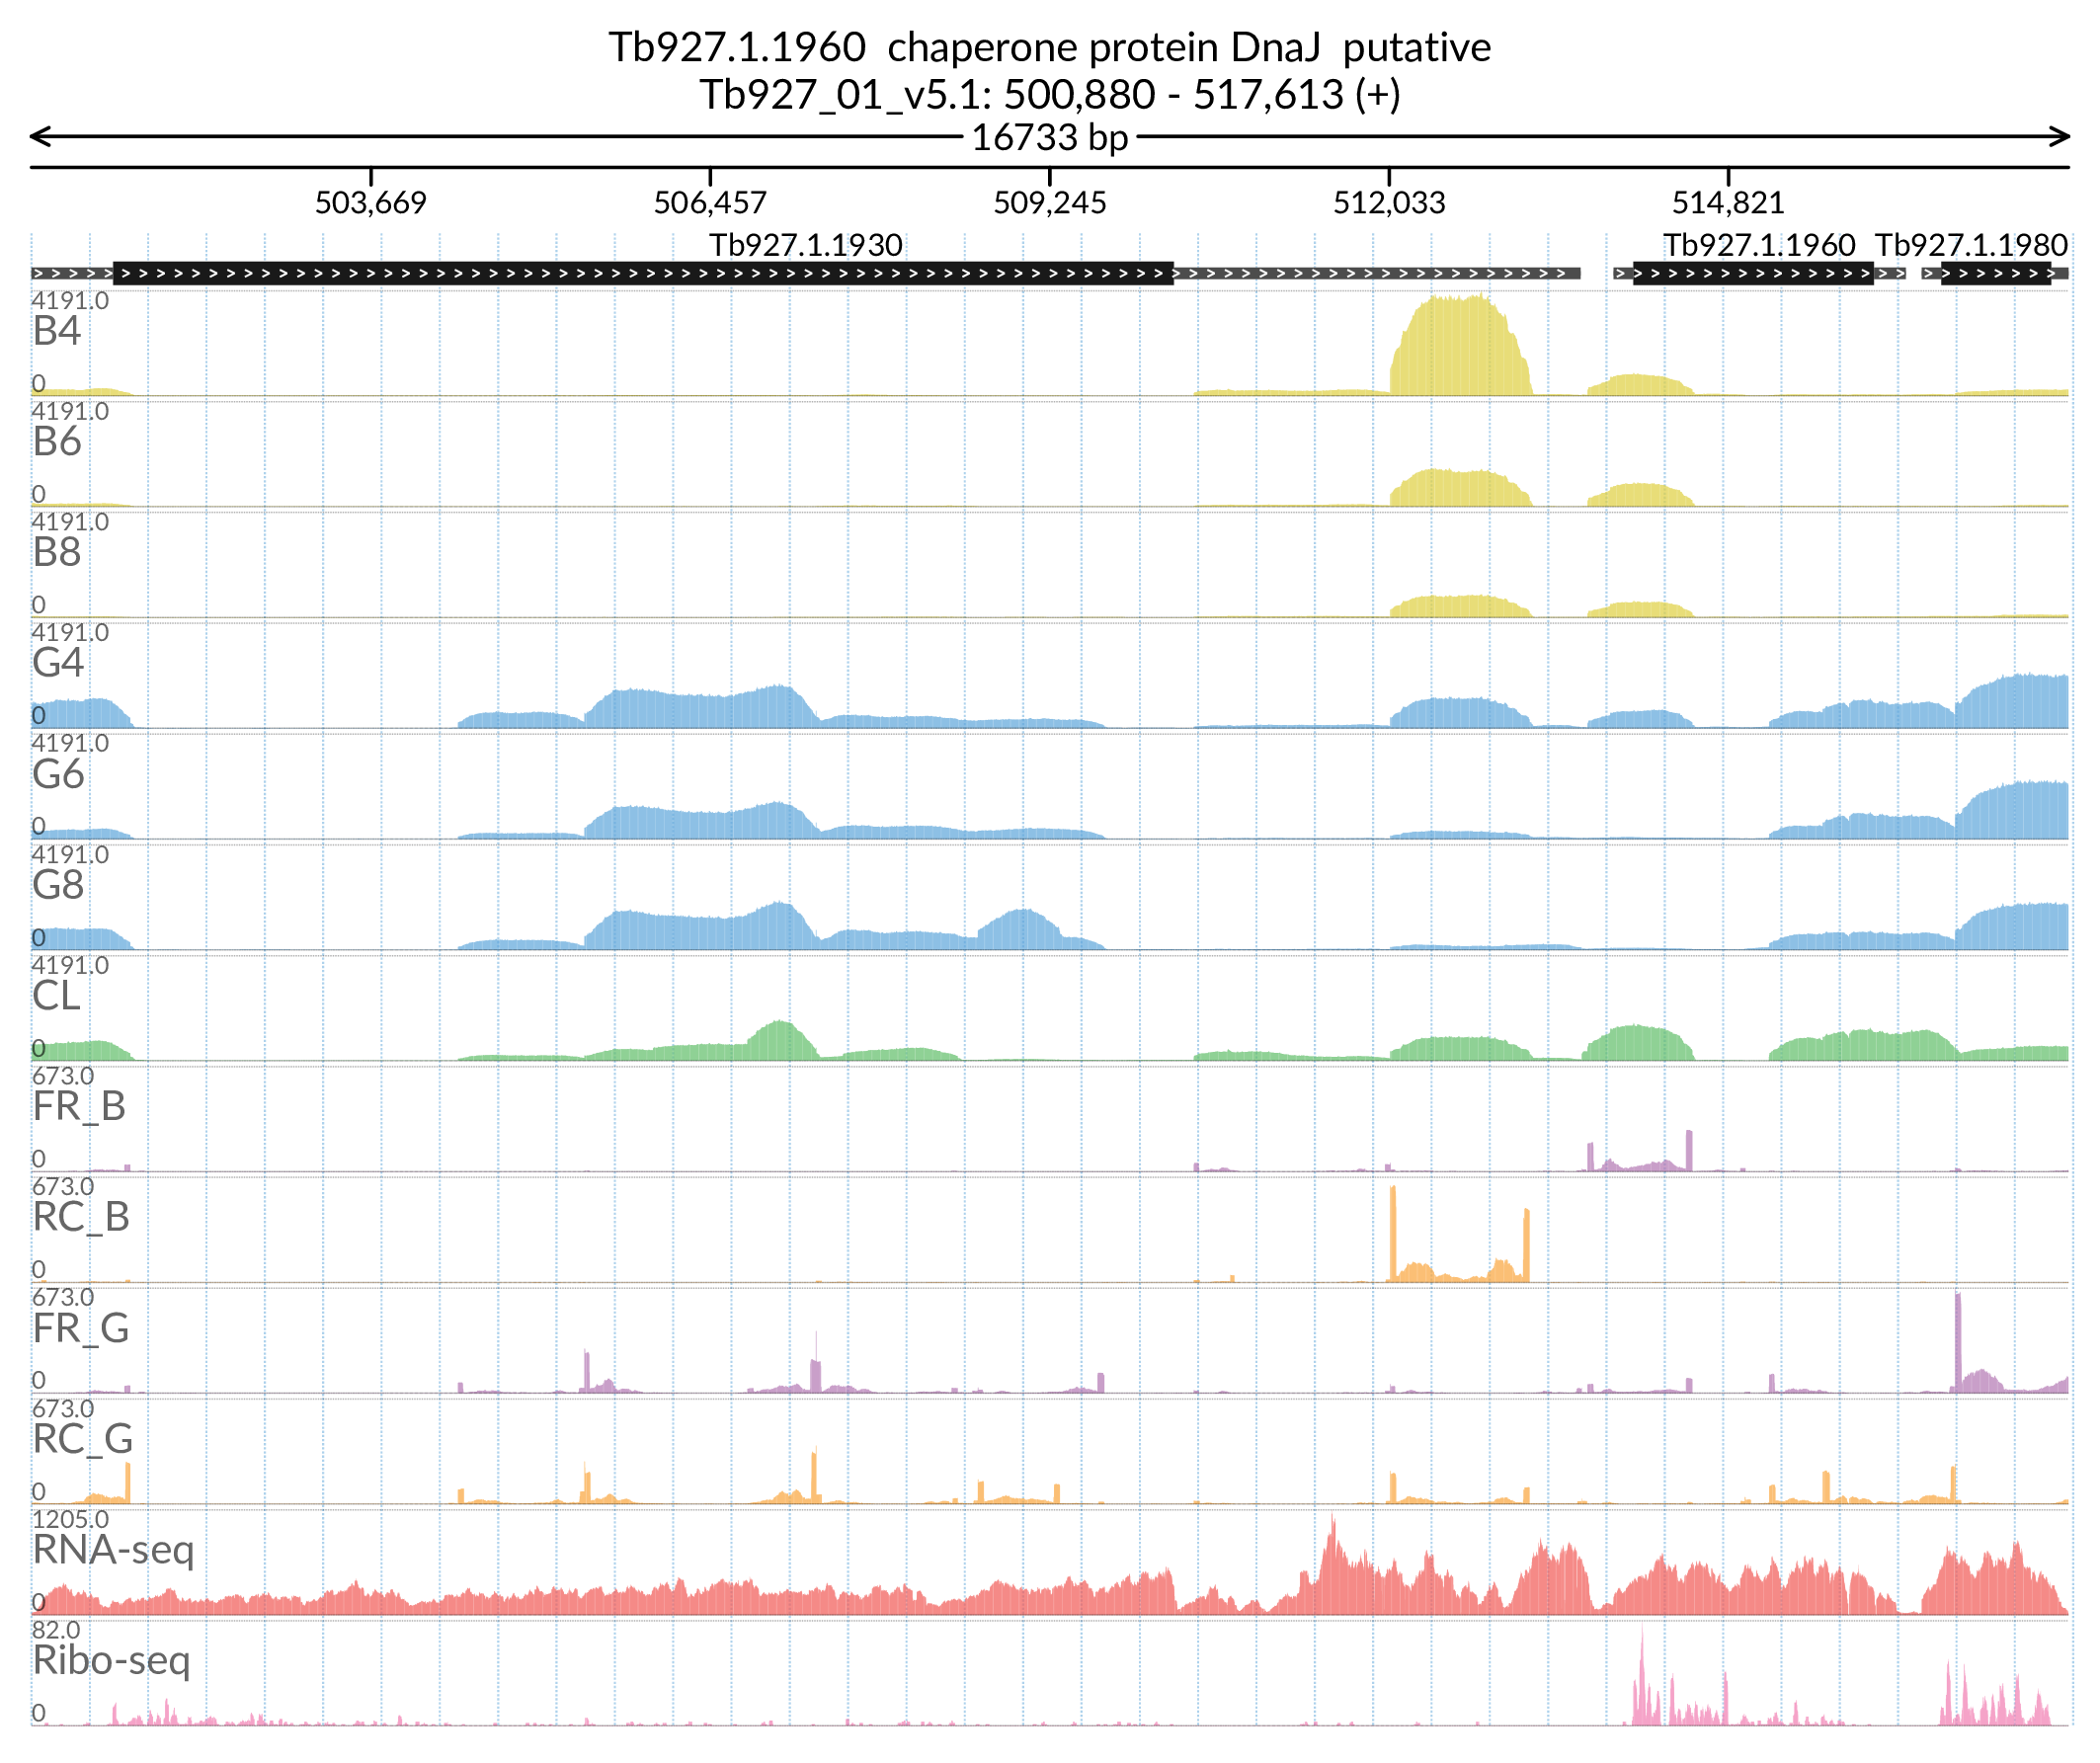 Tb927.1.1960  chaperone protein DnaJ  putative
Tb927_01_v5.1: 500,880 - 517,613 (+)
16733 bp
503,669 506,457 509,245 512,033 514,821
Tb927.1.1930 Tb927.1.1960 Tb927.1.1980
4191.0
B4
0
4191.0
B6
0
4191.0
B8
0
4191.0
G4
0
4191.0
G6
0
4191.0
G8
0
4191.0
CL
0
673.0
FR_B
0
673.0
RC_B
0
673.0
FR_G
0
673.0
RC_G
0
1205.0
RNA-seq
0
82.0
Ribo-seq
0